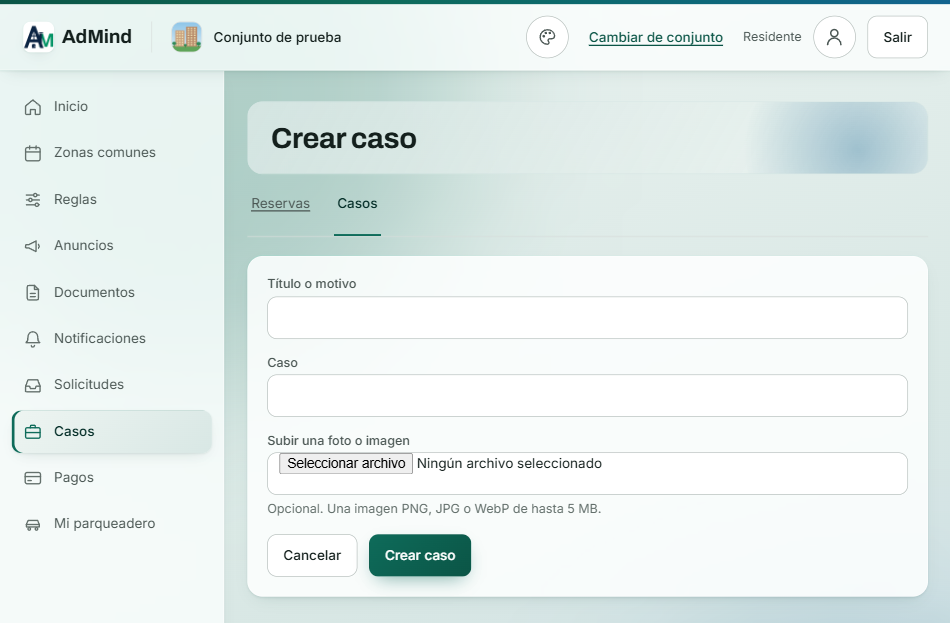 AM AdMind
Conjunto de prueba
Cambiar de conjunto
Residente
Salir
Inicio
Zonas comunes
Reglas
Anuncios
Documentos
Notificaciones
Solicitudes
Casos
Pagos
Mi parqueadero
Crear caso
Reservas
Casos
Título o motivo
Caso
Subir una foto o imagen
Seleccionar archivo Ningún archivo seleccionado
Opcional. Una imagen PNG, JPG o WebP de hasta 5 MB.
Cancelar
Crear caso